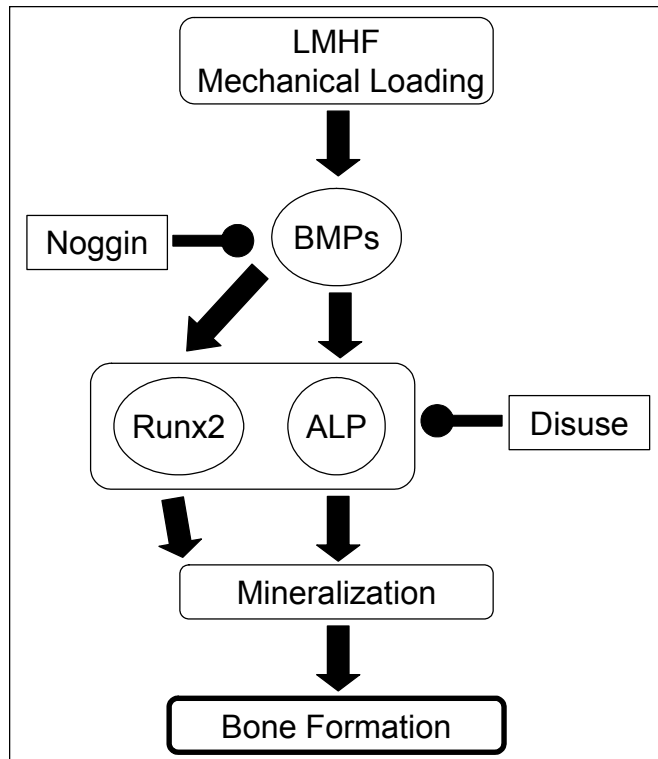 LMHF
Mechanical Loading
Noggin
BMPs
Runx2
ALP
Disuse
Mineralization
Bone Formation